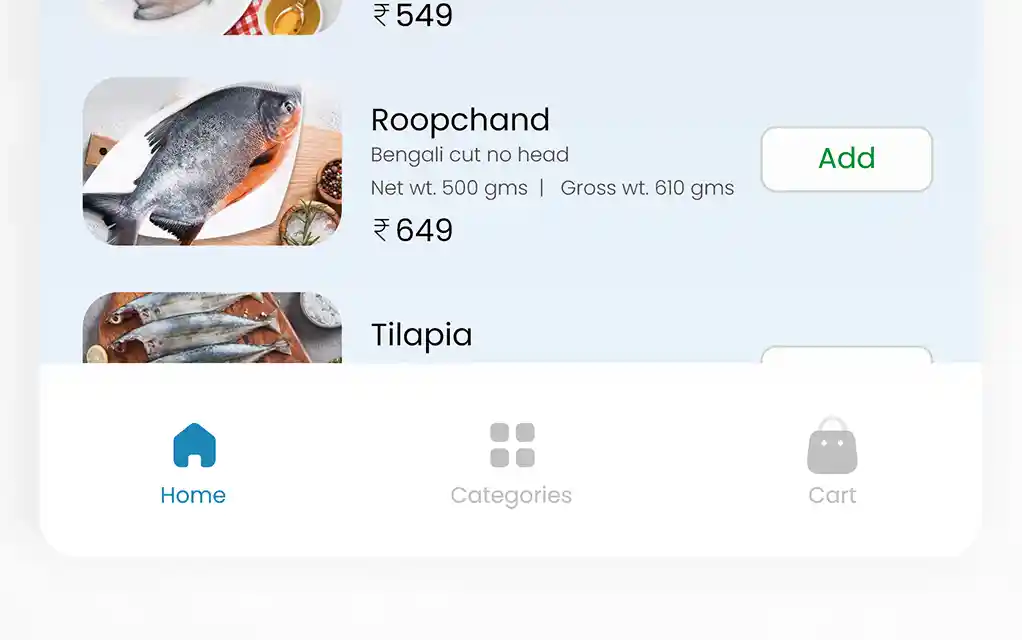 ₹ 549
Roopchand
Bengali cut no head
Net wt. 500 gms | Gross wt. 610 gms
Add
₹ 649
Tilapia
Home
Categories
Cart